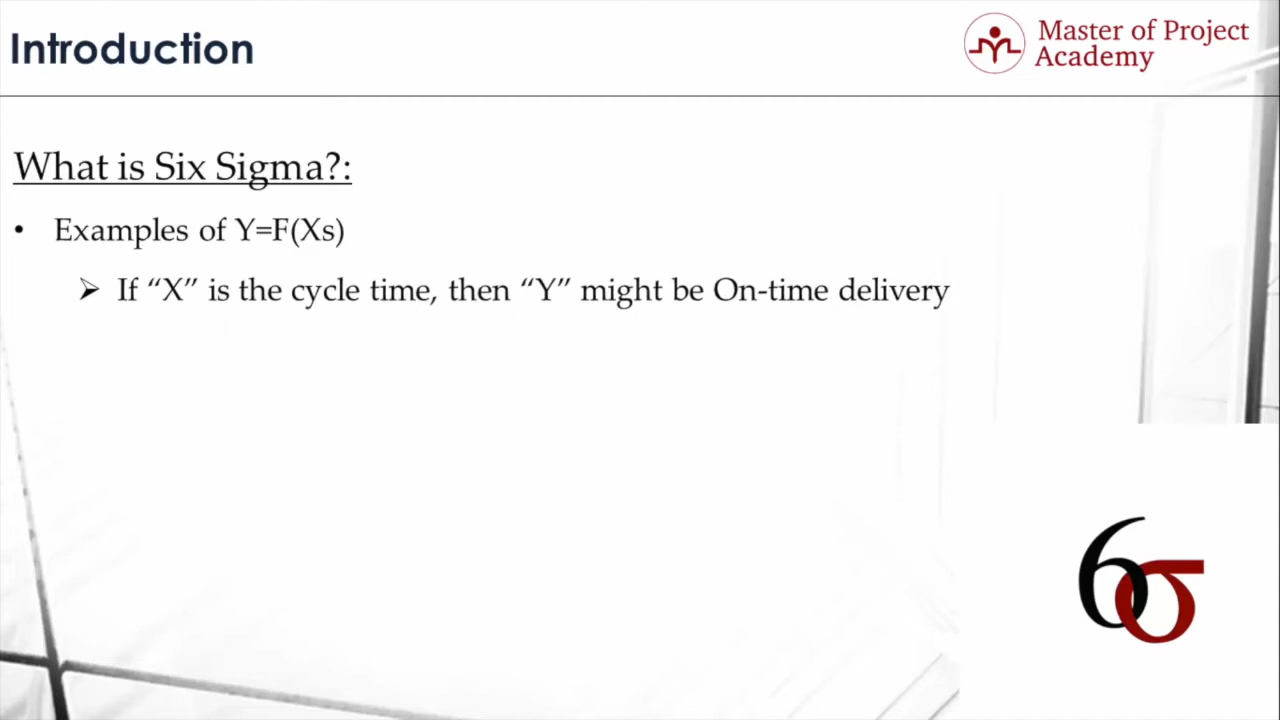 Introduction
Master of Project
Academy
What is Six Sigma?:
• Examples of Y=F(Xs)
➢ If “X” is the cycle time, then “Y” might be On-time delivery
6σ